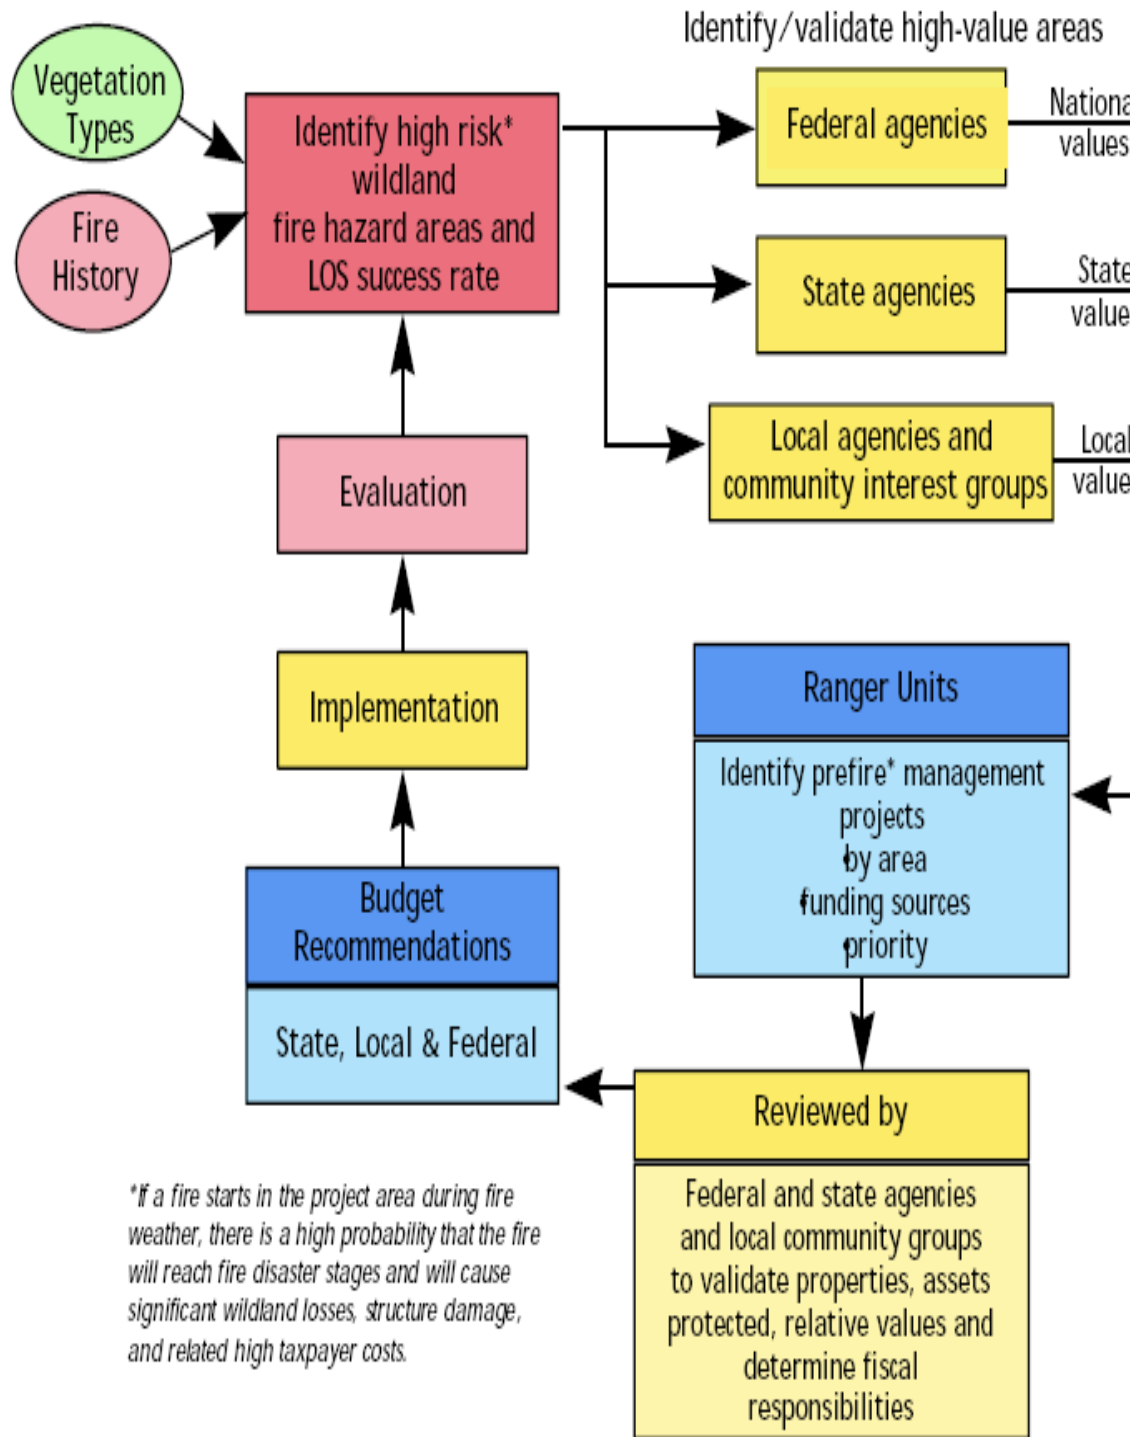 Identify/validate high-value areas
Vegetation
Types
Fire
History
Identify high risk*
wildland
fire hazard areas and
LOS success rate
Federal agencies
Nationa
values
State agencies
State
value
Local agencies and
community interest groups
Local
value
Evaluation
Implementation
Budget
Recommendations
State, Local & Federal
Ranger Units
Identify prefire* management
projects
•by area
•funding sources
•priority
Reviewed by
Federal and state agencies
and local community groups
to validate properties, assets
protected, relative values and
determine fiscal
responsibilities
*If a fire starts in the project area during fire
weather, there is a high probability that the fire
will reach fire disaster stages and will cause
significant wildland losses, structure damage,
and related high taxpayer costs.